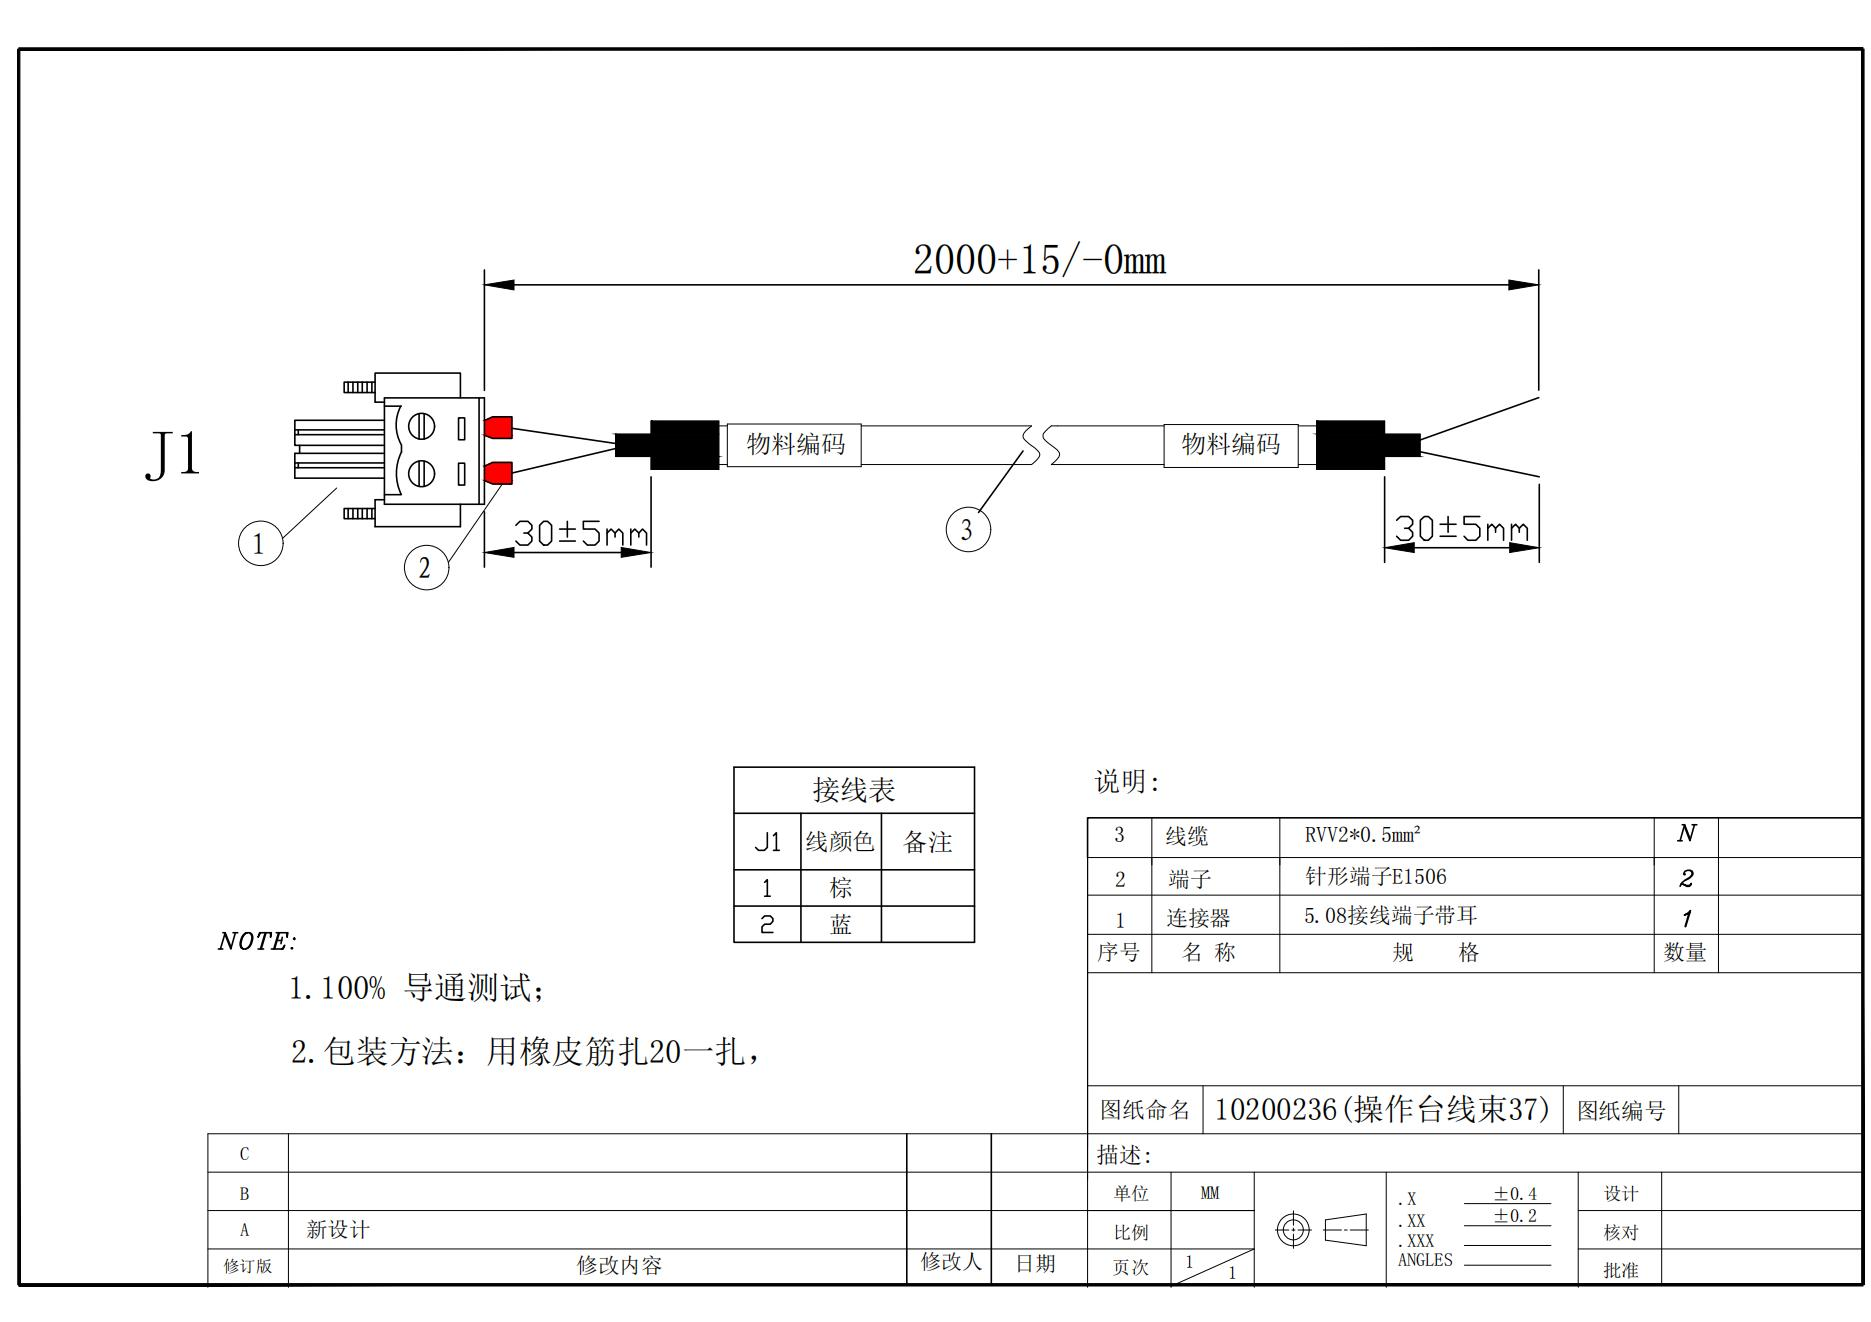 2000+15/-0mm
J1
物料编码
物料编码
1
2
30±5mm
3
30±5mm
接线表
J1 线颜色 备注
1 棕
2 蓝
说明:
3 线缆 RVV2*0.5mm² N
2 端子 针形端子E1506 2
1 连接器 5.08接线端子带耳 1
序号 名 称 规 格 数量
NOTE:
1.100% 导通测试;
2.包装方法: 用橡皮筋扎20一扎,
图纸命名 10200236(操作台线束37) 图纸编号
描述:
C
B
A 新设计
修订版 修改内容 修改人 日期
单位 MM
比例
页次 1 1
.X ±0.4
.XX ±0.2
.XXX
ANGLES
设计
核对
批准